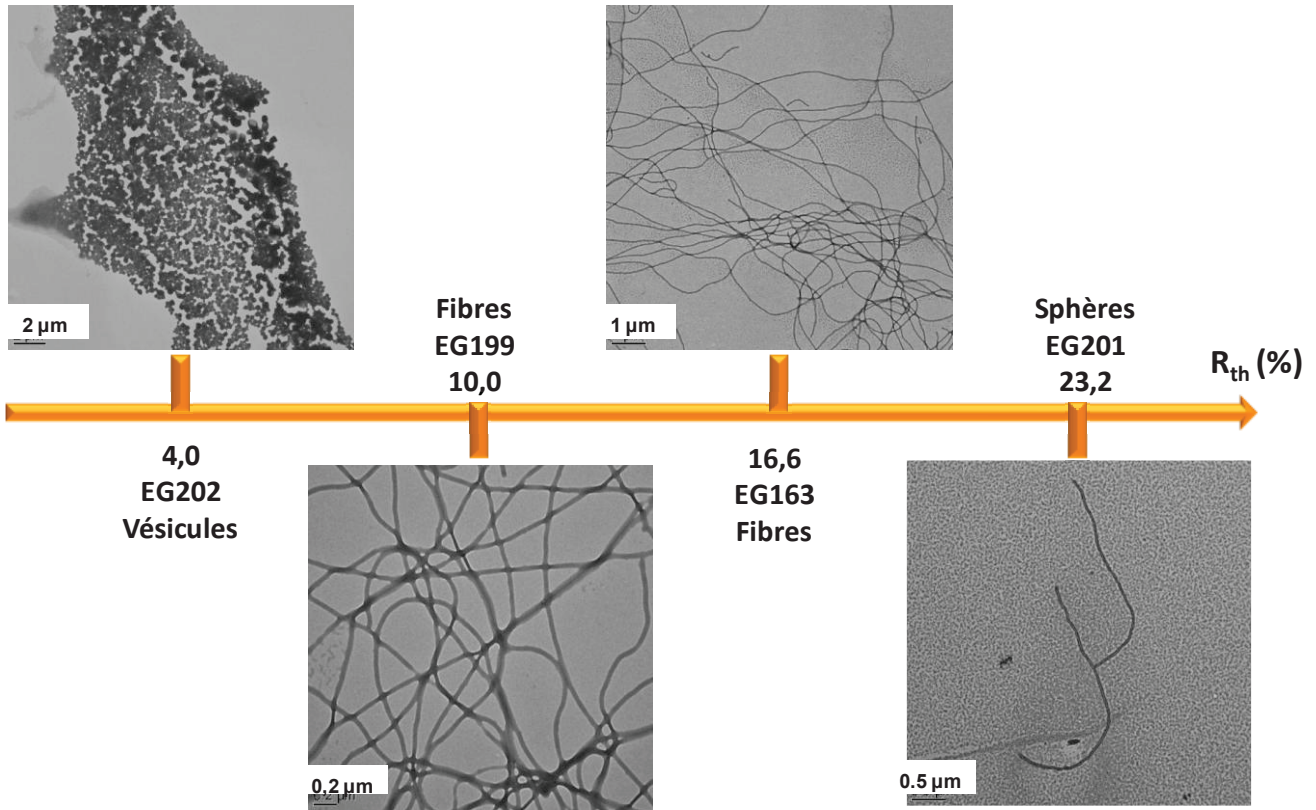 2 µm
1 µm
Fibres
EG199
10,0
Sphères
EG201
23,2
R_th (%)
4,0
EG202
Vésicules
16,6
EG163
Fibres
0,2 µm
0.5 µm